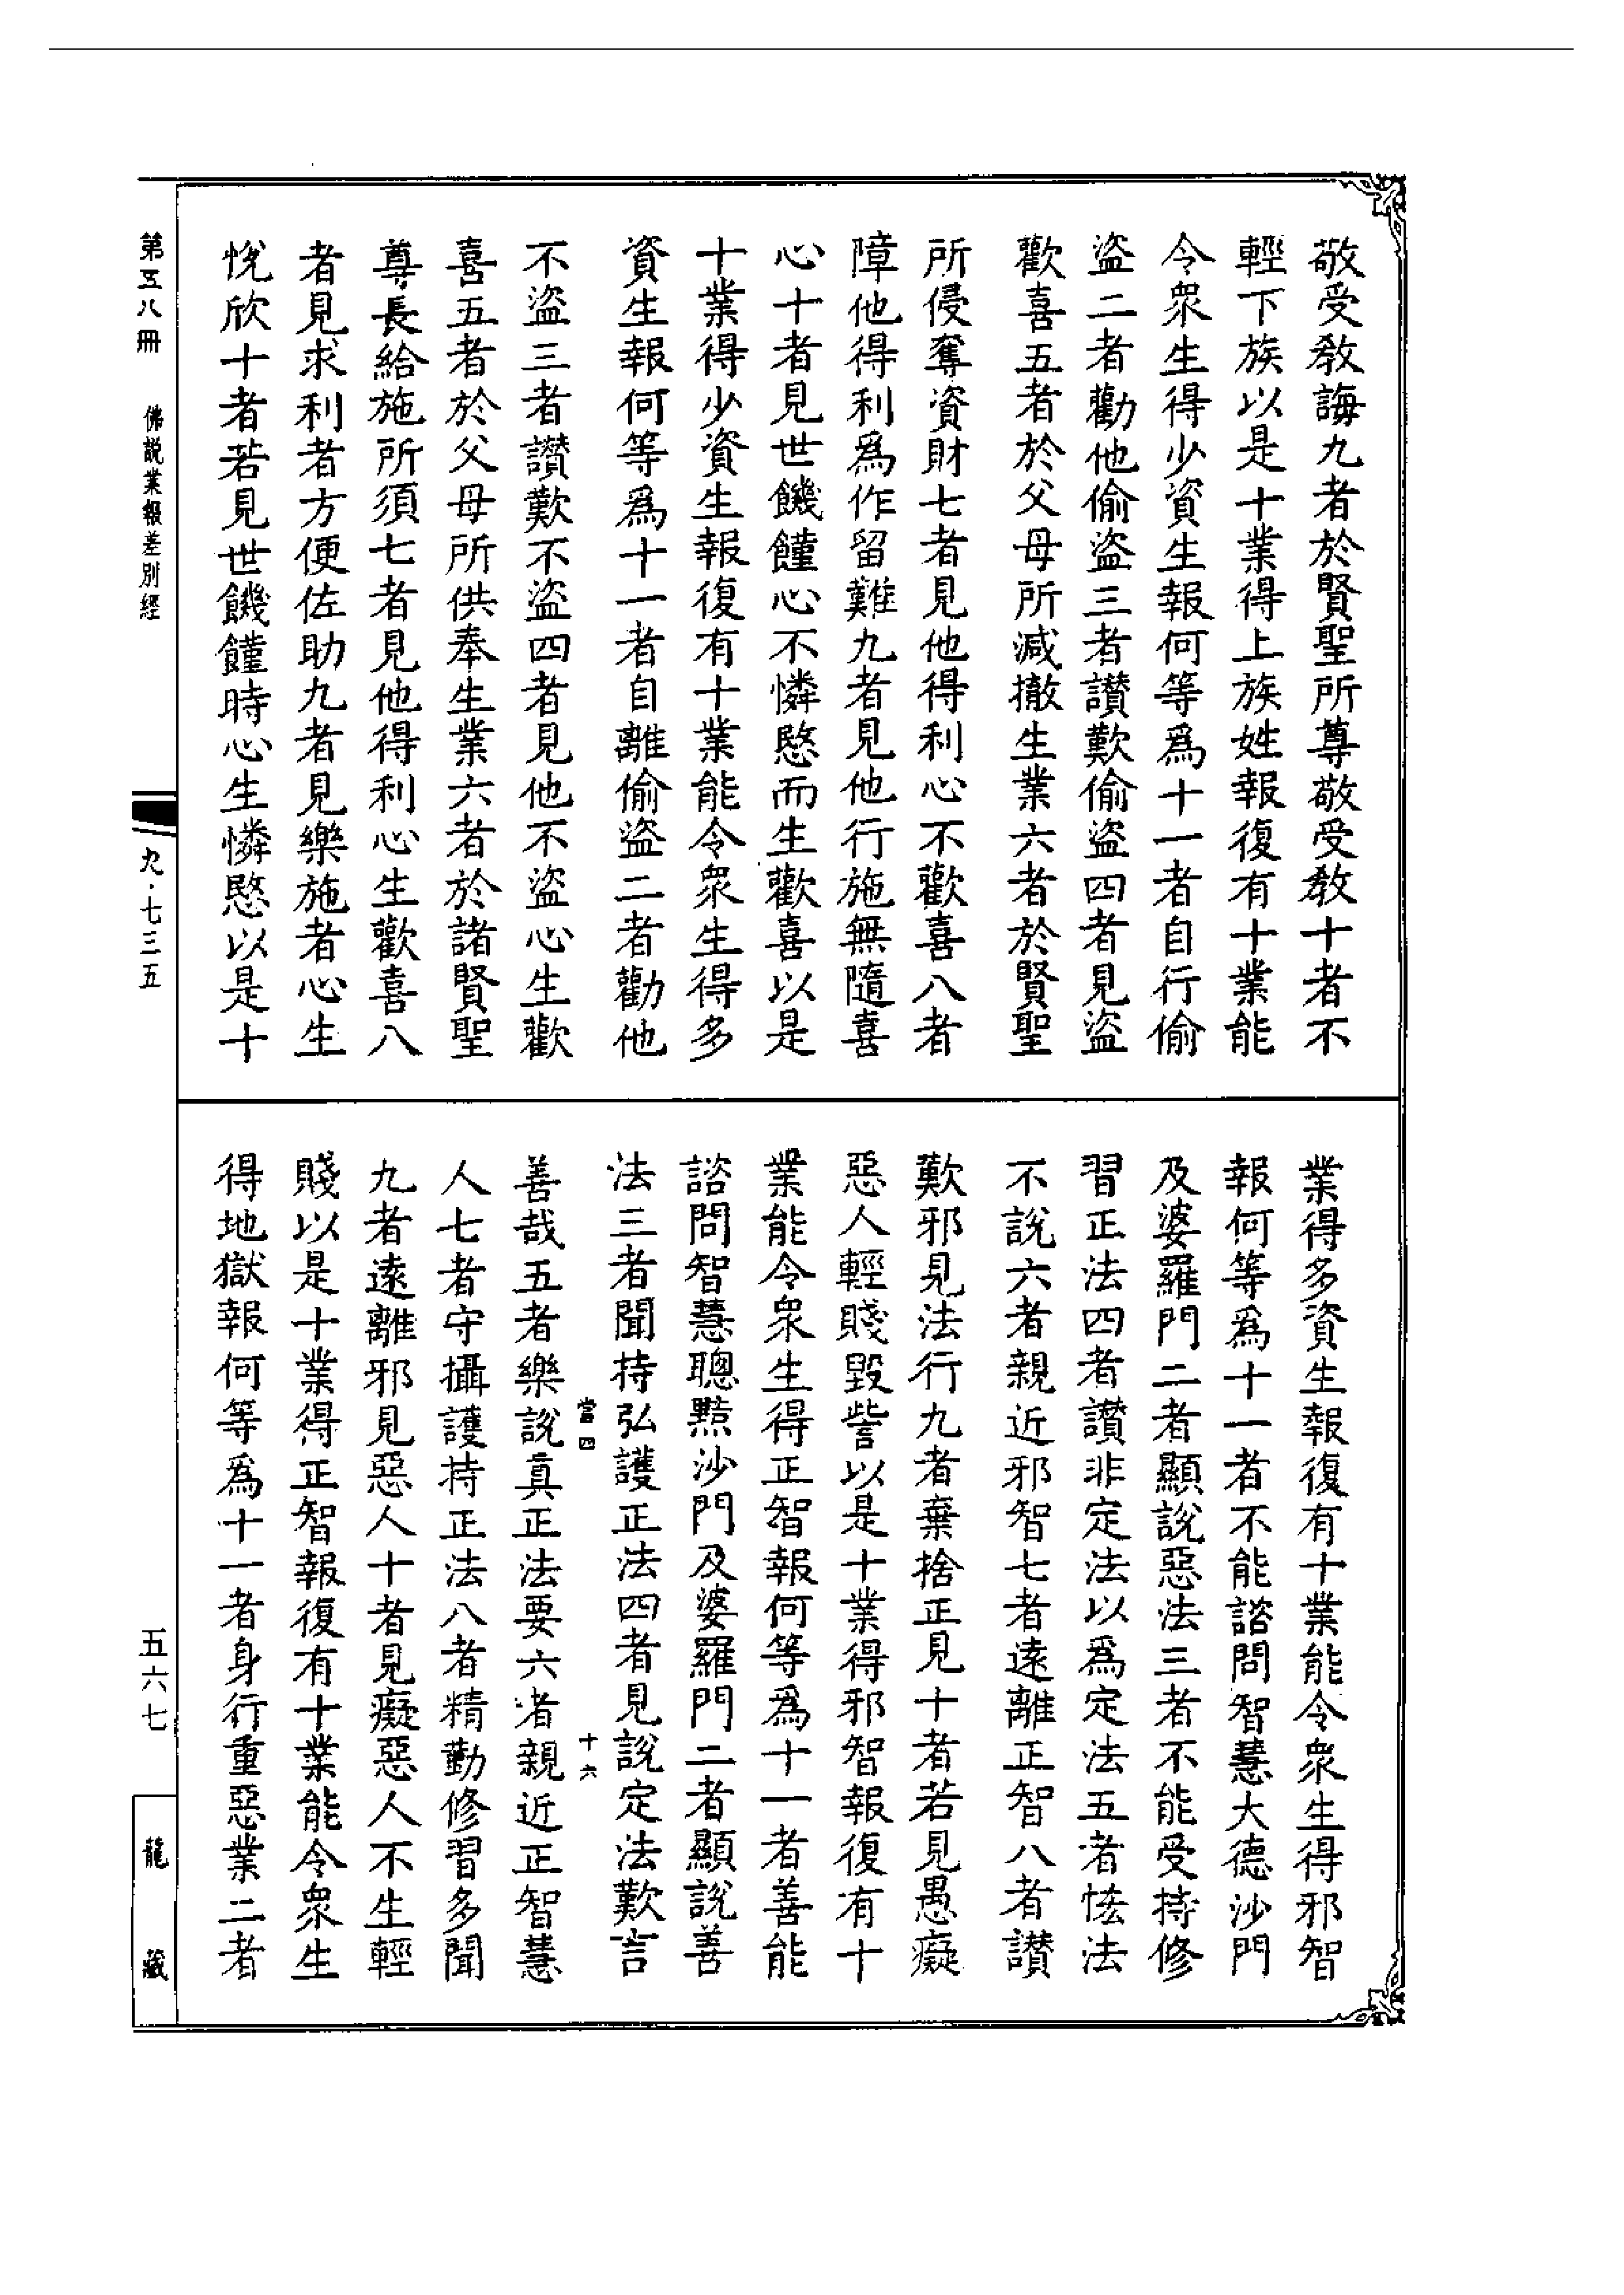 敬受敎誨九者於賢聖所尊敬受敎十者不
輕下族以是十業得上族姓報復有十業能
令衆生得少資生報何等爲十一者自行偷
盜二者勸他偷盜三者讃歎偷盜四者見盜
歡喜五者於父母所減撤生業六者於賢聖
所侵奪資財七者見他得利心不歡喜八者
障他得利爲作留難九者見他行施無隨喜
心十者見世饑饉心不憐愍而生歡喜以是
十業得少資生報復有十業能令衆生得多
資生報何等爲十一者自離偷盜二者勸他
不盜三者讃歎不盜四者見他不盜心生歡
喜五者於父母所供奉生業六者於諸賢聖
尊長給施所須七者見他得利心生歡喜八
者見求利者方便佐助九者見樂施者心生
悅欣十者若見世饑饉時心生憐愍以是十
業得多資生報復有十業能令衆生得邪智
報何等爲十一者不能諮問智慧大德沙門
及婆羅門二者顯說惡法三者不能受持修
習正法四者讃非定法以爲定法五者恡法
不說六者親近邪智七者遠離正智八者讃
歎邪見法行九者棄捨正見十者若見愚癡
惡人輕賤毀訾以是十業得邪智報復有十
業能令衆生得正智報何等爲十一者善能
諮問智慧聰黠沙門及婆羅門二者顯說善
法三者聞持弘護正法四者見說定法歎言
當四 十六
善哉五者樂說真正法要六者親近正智慧
人七者守攝護持正法八者精勤修習多聞
九者遠離邪見惡人十者見癡惡人不生輕
賤以是十業得正智報復有十業能令衆生
得地獄報何等爲十一者身行重惡業二者
第五八冊 佛說業報差別經
九·七三五
五六七
龍藏